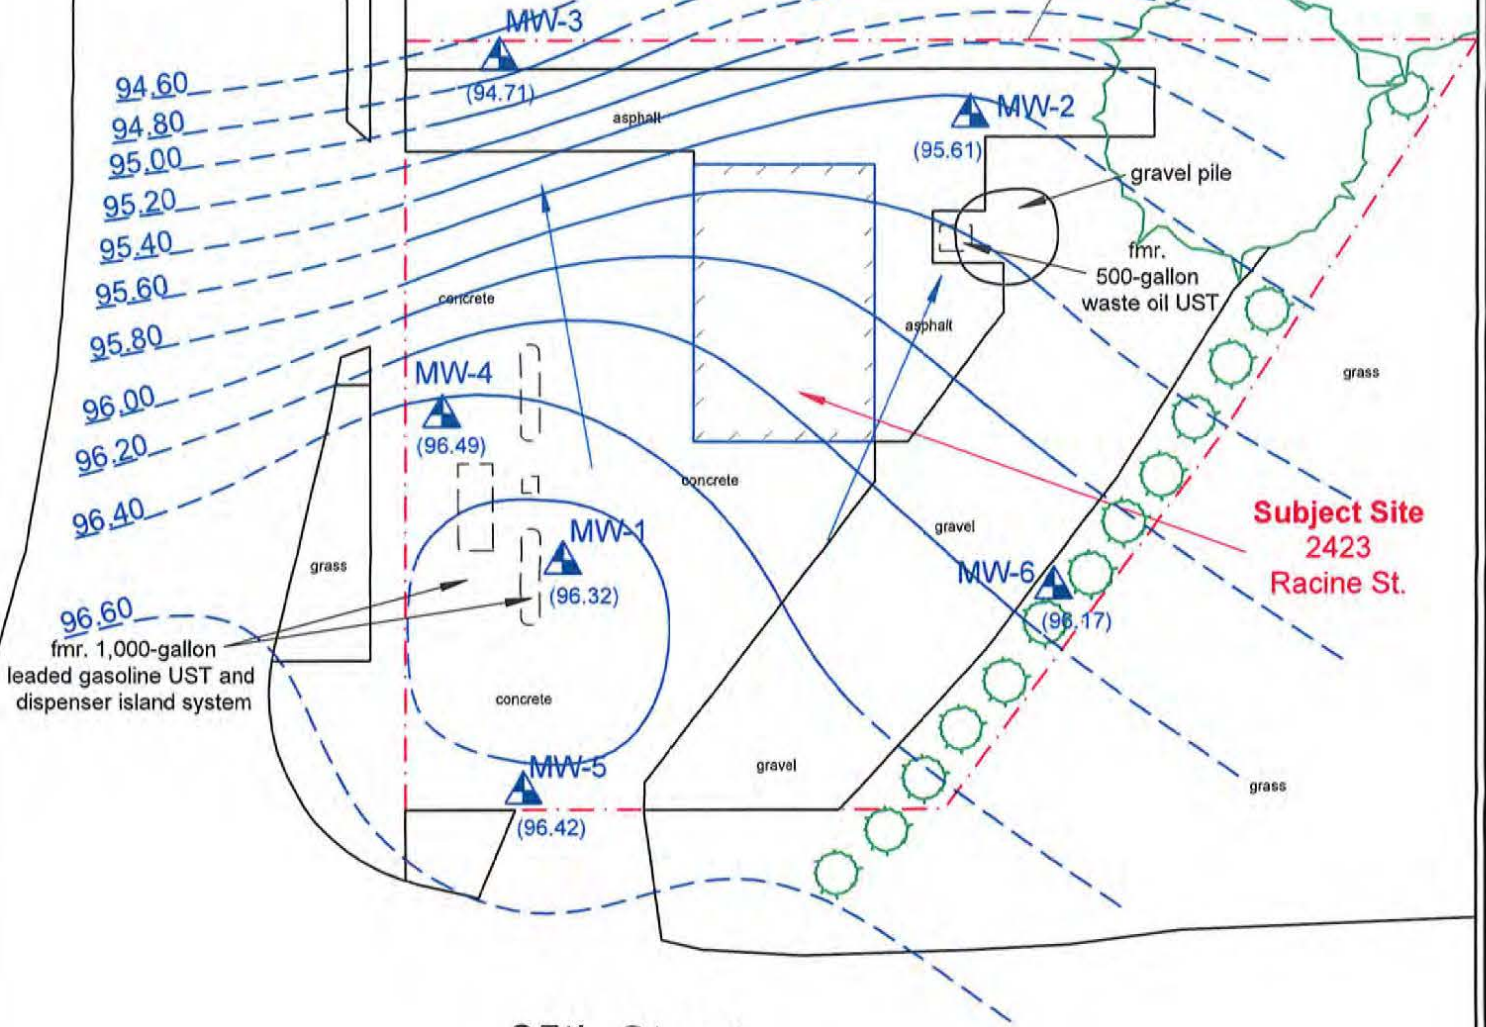 MW-3
94.60
(94.71)
94.80
asphalt
MW-2
95.00
(95.61)
gravel pile
95.20
95.40
fmr.
500-gallon
waste oil UST
95.60
concrete
95.80
asphalt
MW-4
grass
96.00
(96.49)
96.20
concrete
96.40
Subject Site
2423
Racine St.
gravel
MW-1
grass
(96.32)
MW-6
(96.17)
96.60
fmr. 1,000-gallon
leaded gasoline UST and
dispenser island system
concrete
MW-5
gravel
grass
(96.42)